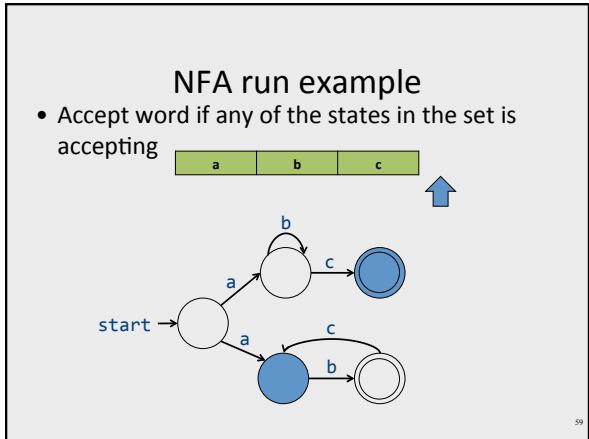 NFA run example
• Accept word if any of the states in the set is
accepting
a b c
b
c
a
start
c
a
b
59